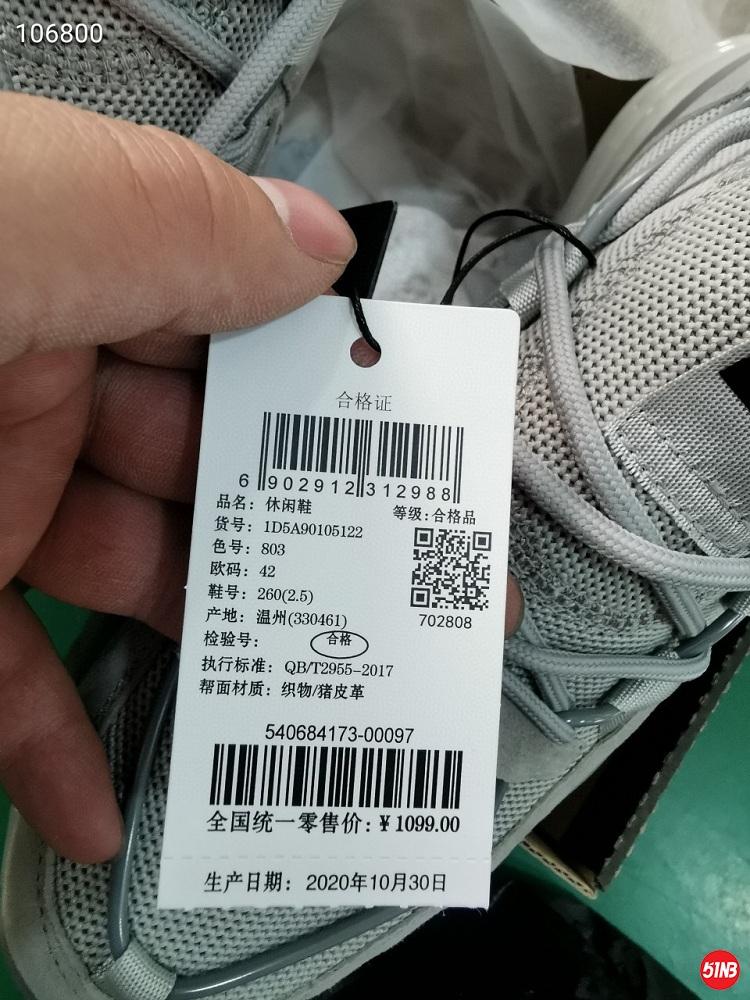 106800
合格证
6 902912 312988
品名: 休闲鞋
等级:合格品
货号: 1D5A90105122
色号: 803
欧码: 42
鞋号: 260(2.5)
702808
产地: 温州(330461)
检验号: 合格
执行标准: QB/T2955-2017
帮面材质: 织物/猪皮革
540684173-00097
全国统一零售价: ¥1099.00
生产日期: 2020年10月30日
51NB